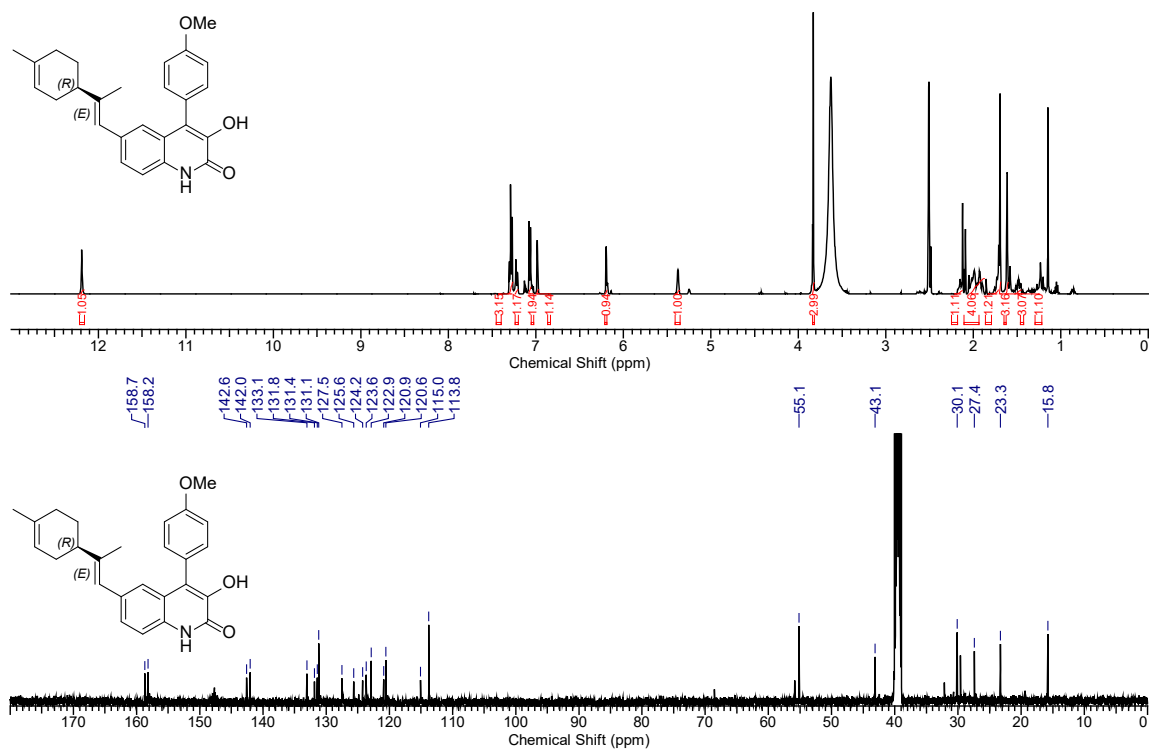 OMe
(R)
(E)
OH
N
H
O
1.05
3.15
1.17
1.94
1.14
0.94
1.00
2.99
1.11
4.06
1.21
3.16
3.07
1.10
12 11 10 9 8 7 6 5 4 3 2 1 0
Chemical Shift (ppm)
158.7
158.2
142.6
142.0
133.1
131.8
131.4
131.1
127.5
125.6
124.2
123.6
122.9
120.9
120.6
115.0
113.8
55.1
43.1
30.1
27.4
23.3
15.8
OMe
(R)
(E)
OH
N
H
O
170 160 150 140 130 120 110 100 90 80 70 60 50 40 30 20 10 0
Chemical Shift (ppm)